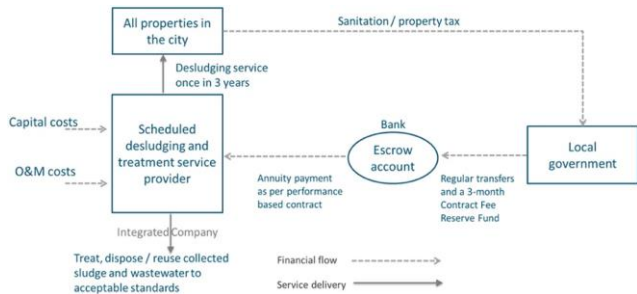 All properties in
the city
Sanitation / property tax
Desludging service
once in 3 years
Capital costs
O&M costs
Scheduled
desludging and
treatment service
provider
Bank
Escrow
account
Local
government
Annuity payment
as per performance
based contract
Regular transfers
and a 3-month
Contract Fee
Reserve Fund
Integrated Company
Treat, dispose / reuse collected
sludge and wastewater to
acceptable standards
Financial flow
Service delivery